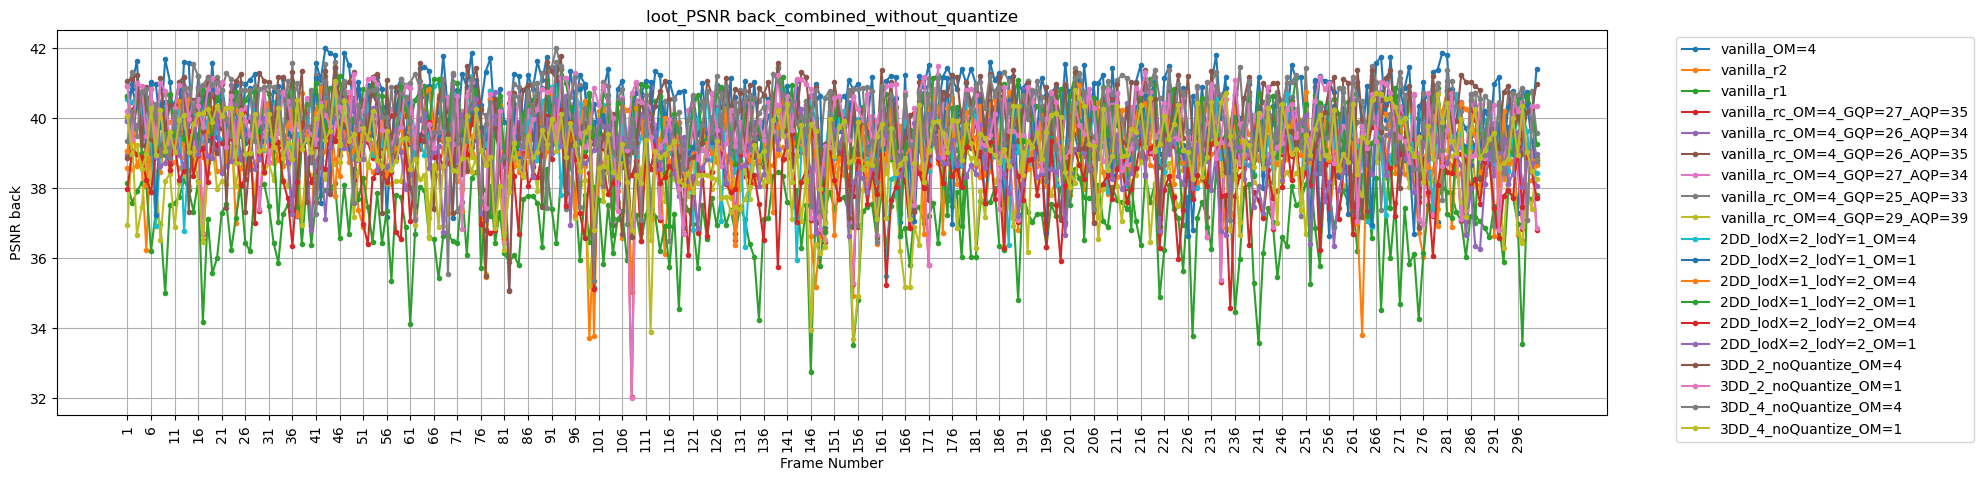 loot_PSNR back_combined_without_quantize
PSNR back
42
40
38
36
34
32
1 6 11 16 21 26 31 36 41 46 51 56 61 66 71 76 81 86 91 96 101 106 111 116 121 126 131 136 141 146 151 156 161 166 171 176 181 186 191 196 201 206 211 216 221 226 231 236 241 246 251 256 261 266 271 276 281 286 291 296
Frame Number
vanilla_OM=4
vanilla_r2
vanilla_r1
vanilla_rc_OM=4_GQP=27_AQP=35
vanilla_rc_OM=4_GQP=26_AQP=34
vanilla_rc_OM=4_GQP=26_AQP=35
vanilla_rc_OM=4_GQP=27_AQP=34
vanilla_rc_OM=4_GQP=25_AQP=33
vanilla_rc_OM=4_GQP=29_AQP=39
2DD_lodX=2_lodY=1_OM=4
2DD_lodX=2_lodY=1_OM=1
2DD_lodX=1_lodY=2_OM=4
2DD_lodX=1_lodY=2_OM=1
2DD_lodX=2_lodY=2_OM=4
2DD_lodX=2_lodY=2_OM=1
3DD_2_noQuantize_OM=4
3DD_2_noQuantize_OM=1
3DD_4_noQuantize_OM=4
3DD_4_noQuantize_OM=1